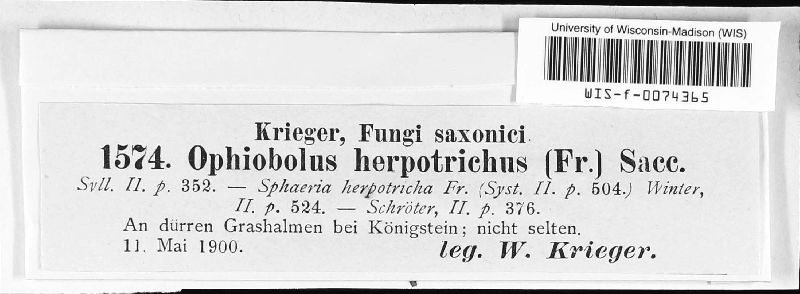 University of Wisconsin-Madison (WIS)
WIS-f-0074365
Krieger, Fungi saxonici.
1574. Ophiobolus herpotrichus (Fr.) Sacc.
Syll. II. p. 352. — Sphaeria herpotricha Fr. (Syst. II. p. 504.) Winter,
II. p. 524. — Schröter, II. p. 376.
An dürren Grashalmen bei Königstein; nicht selten.
11. Mai 1900. leg. W. Krieger.